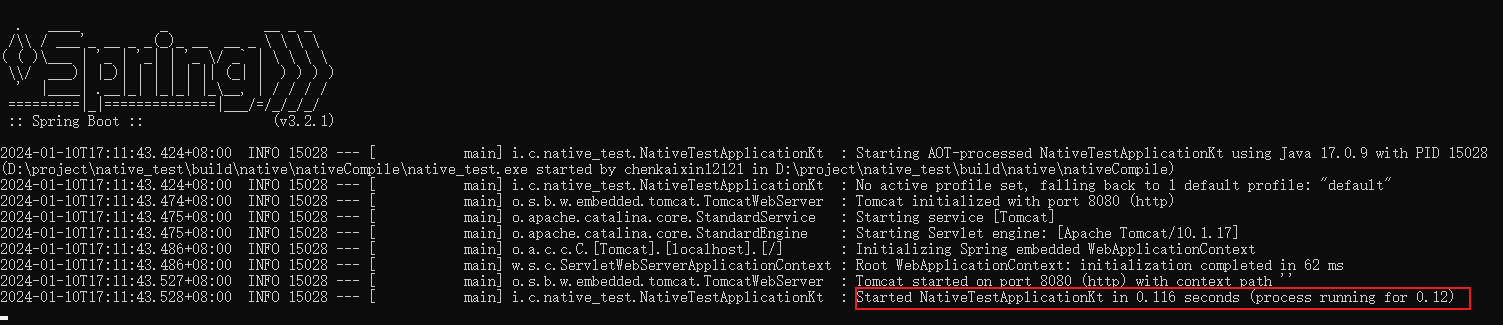 .   ____          _            __ _ _
 /\\ / ___'_ __ _ _(_)_ __  __ _ \ \ \ \
( ( )\___ | '_ | '_| | '_ \/ _` | \ \ \ \
 \\/  ___)| |_)| | | | | || (_| |  ) ) ) )
  '  |____| .__|_| |_|_| |_\__, | / / / /
 =========|_|==============|___/=/_/_/_/
 :: Spring Boot ::                (v3.2.1)
2024-01-10T17:11:43.424+08:00  INFO 15028 --- [           main] i.c.native_test.NativeTestApplicationKt  : Starting AOT-processed NativeTestApplicationKt using Java 17.0.9 with PID 15028
(D:\project\native_test\build\native\nativeCompile\native_test.exe started by chenkaixin12121 in D:\project\native_test\build\native\nativeCompile)
2024-01-10T17:11:43.424+08:00  INFO 15028 --- [           main] i.c.native_test.NativeTestApplicationKt  : No active profile set, falling back to 1 default profile: "default"
2024-01-10T17:11:43.474+08:00  INFO 15028 --- [           main] o.s.b.w.embedded.tomcat.TomcatWebServer  : Tomcat initialized with port 8080 (http)
2024-01-10T17:11:43.475+08:00  INFO 15028 --- [           main] o.apache.catalina.core.StandardService   : Starting service [Tomcat]
2024-01-10T17:11:43.475+08:00  INFO 15028 --- [           main] o.apache.catalina.core.StandardEngine    : Starting Servlet engine: [Apache Tomcat/10.1.17]
2024-01-10T17:11:43.486+08:00  INFO 15028 --- [           main] o.a.c.c.C.[Tomcat].[localhost].[/]       : Initializing Spring embedded WebApplicationContext
2024-01-10T17:11:43.486+08:00  INFO 15028 --- [           main] w.s.c.ServletWebServerApplicationContext : Root WebApplicationContext: initialization completed in 62 ms
2024-01-10T17:11:43.527+08:00  INFO 15028 --- [           main] o.s.b.w.embedded.tomcat.TomcatWebServer  : Tomcat started on port 8080 (http) with context path ''
2024-01-10T17:11:43.528+08:00  INFO 15028 --- [           main] i.c.native_test.NativeTestApplicationKt  : Started NativeTestApplicationKt in 0.116 seconds (process running for 0.12)